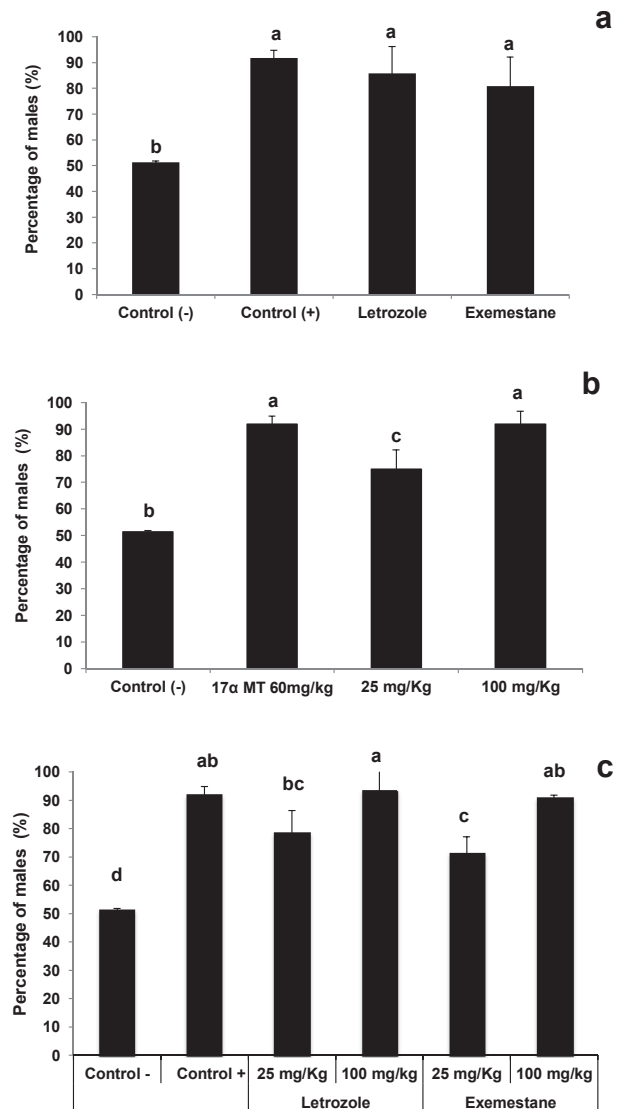 a
Percentage of males (%)
100
90
80
70
60
50
40
30
20
10
0
b
a
a
a
Control (-) Control (+) Letrozole Exemestane
b
Percentage of males (%)
100
90
80
70
60
50
40
30
20
10
0
b
a
c
a
Control (-) 17α MT 60mg/kg 25 mg/Kg 100 mg/Kg
c
Percentage of males (%)
100
90
80
70
60
50
40
30
20
10
0
d
ab
bc
a
c
ab
Control - Control + 25 mg/Kg 100 mg/kg 25 mg/Kg 100 mg/kg
Letrozole Exemestane